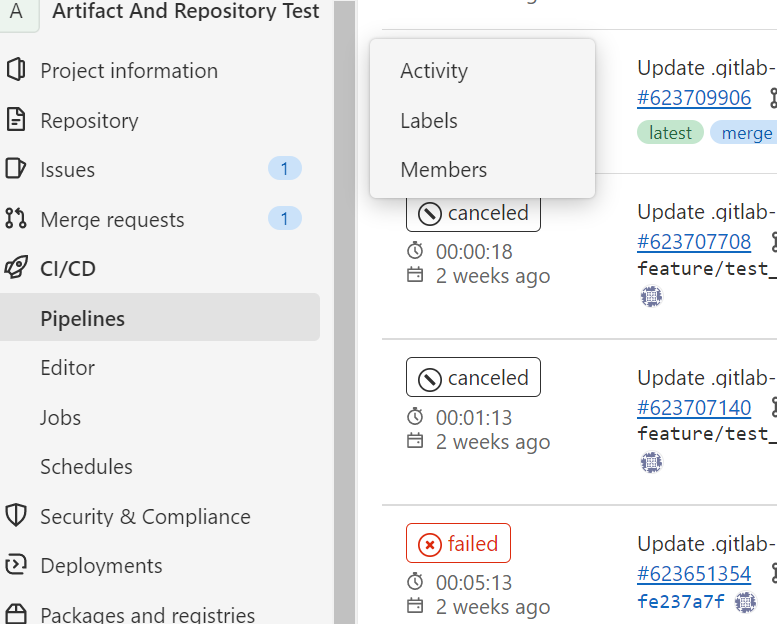 A
Artifact And Repository Test
Project information
Repository
Issues
1
Merge requests
1
CI/CD
Pipelines
Editor
Jobs
Schedules
Security & Compliance
Deployments
Packages and registries
Activity
Labels
Members
Update .gitlab-
#623709906
latest
merge
canceled
00:00:18
2 weeks ago
Update .gitlab-
#623707708
feature/test_
canceled
00:01:13
2 weeks ago
Update .gitlab-
#623707140
feature/test_
failed
00:05:13
2 weeks ago
Update .gitlab-
#623651354
fe237a7f